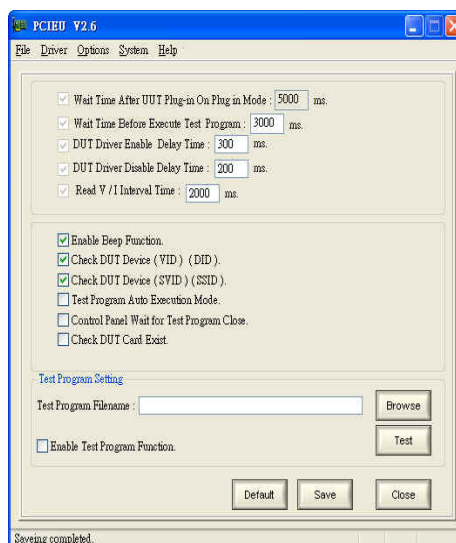 PCIEU V2.6
File Driver Options System Help
Wait Time After UUT Plug-in On Plug in Mode : 5000 ms.
Wait Time Before Execute Test Program : 3000 ms.
DUT Driver Enable Delay Time : 300 ms.
DUT Driver Disable Delay Time : 200 ms.
Read V / I Interval Time : 2000 ms.
Enable Beep Function.
Check DUT Device ( VID ) ( DID ).
Check DUT Device ( SVID ) ( SSID ).
Test Program Auto Execution Mode.
Control Panel Wait for Test Program Close.
Check DUT Card Exist.
Test Program Setting
Test Program Filename : Browse
Enable Test Program Function. Test
Default Save Close
Saveing completed.